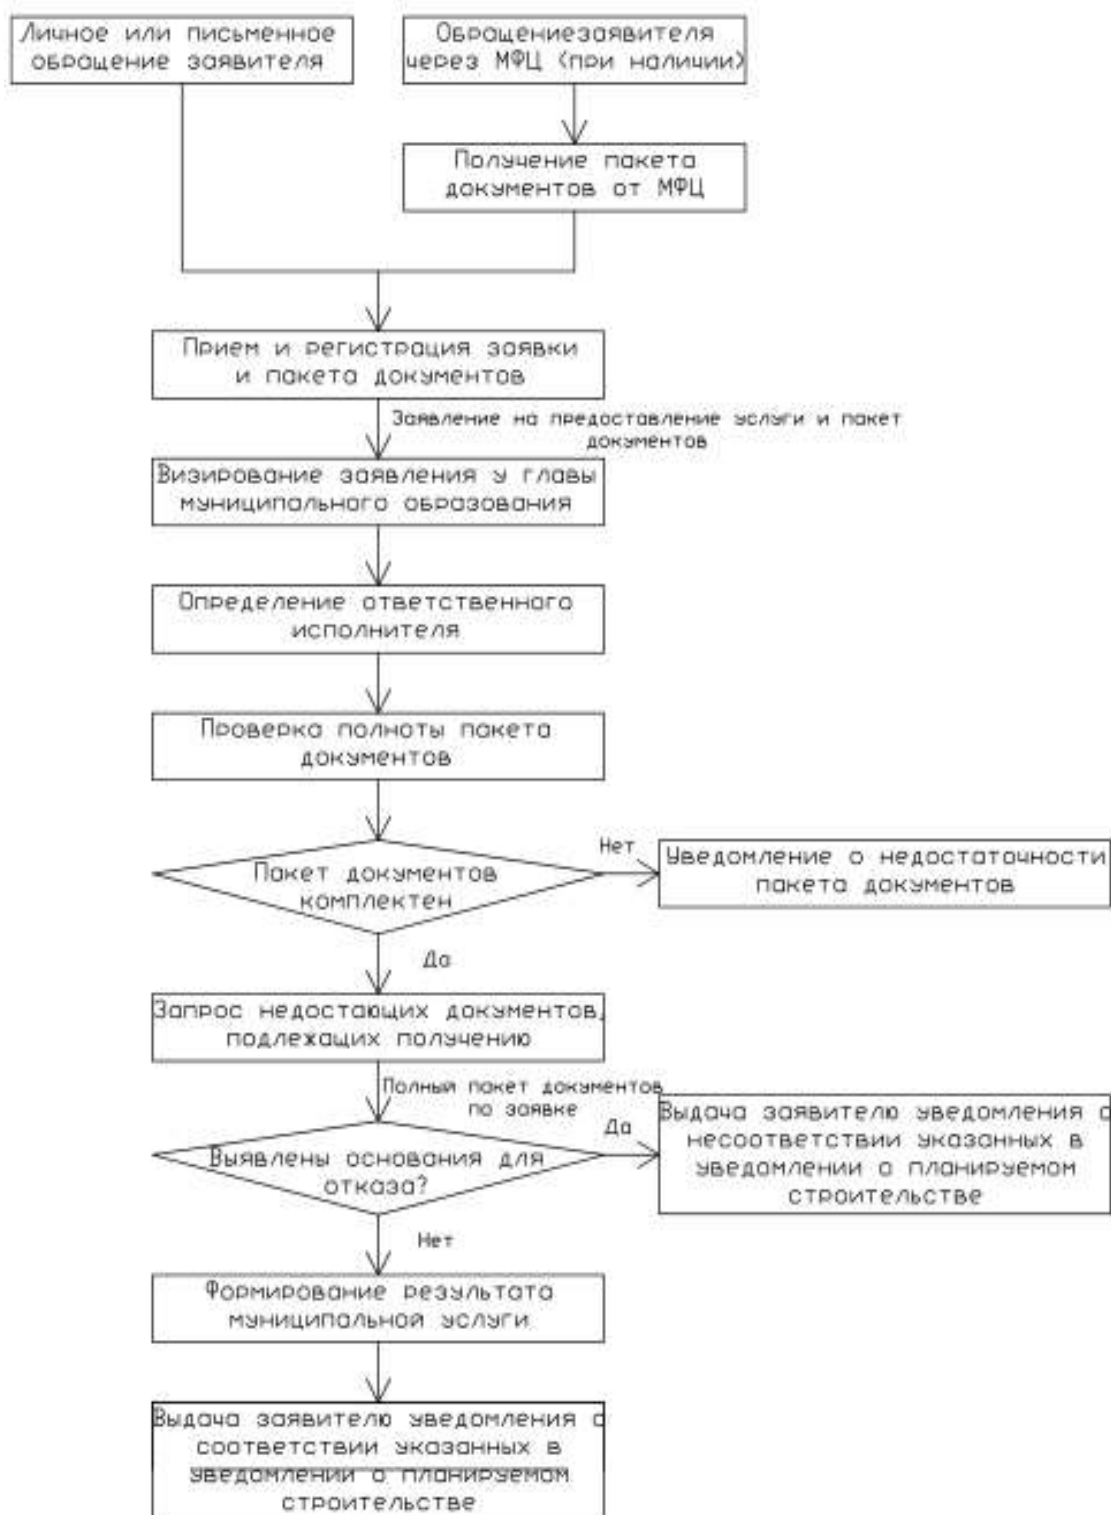 Личное или письменное
обращение заявителя
Обращениезаявителя
через МФЦ (при наличии)
Получение пакета
документов от МФЦ
Прием и регистрация заявки
и пакета документов
Заявление на предоставление услуги и пакет
документов
Визирование заявления у главы
муниципального образования
Определение ответственного
исполнителя
Проверка полноты пакета
документов
Пакет документов
комплектен
Нет
Уведомление о недостаточности
пакета документов
Да
Запрос недостающих документов,
подлежащих получению
Полный пакет документов
по заявке
Выявлены основания для
отказа?
Да
Выдача заявителю уведомления о
несоответствии указанных в
уведомлении о планируемом
строительстве
Нет
Формирование результата
муниципальной услуги
Выдача заявителю уведомления о
соответствии указанных в
уведомлении о планируемом
строительстве